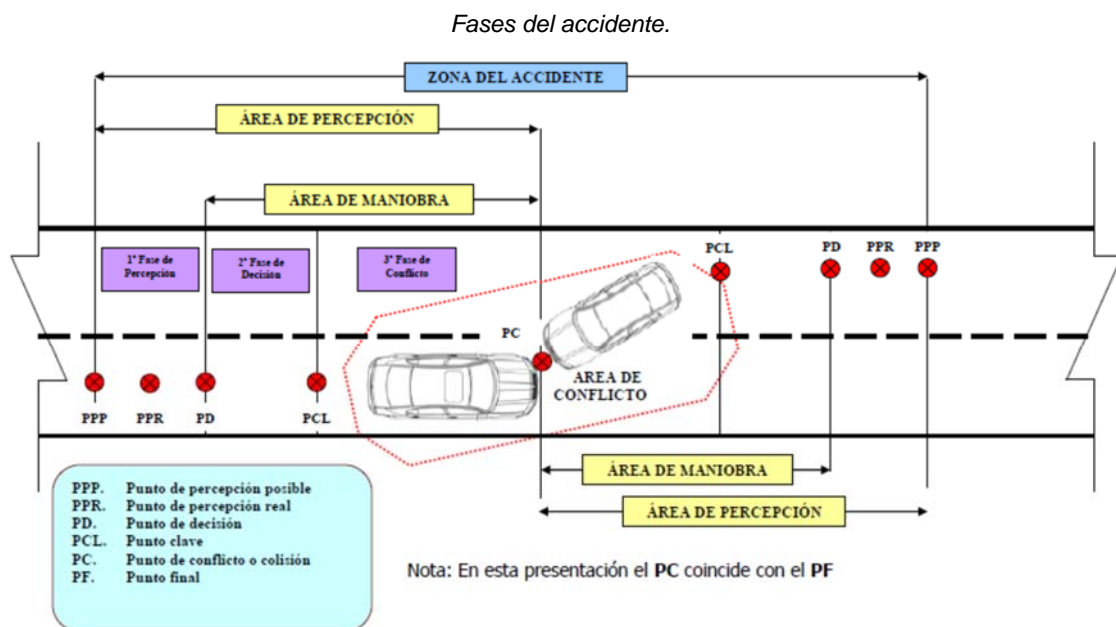 Fases del accidente.
ZONA DEL ACCIDENTE
ÁREA DE PERCEPCIÓN
ÁREA DE MANIOBRA
1ª Fase de
Percepción
2ª Fase de
Decisión
3ª Fase de
Conflicto
PCL
PD
PPR
PPP
PC
AREA DE
CONFLICTO
PPP
PPR
PD
PCL
ÁREA DE MANIOBRA
ÁREA DE PERCEPCIÓN
PPP. Punto de percepción posible
PPR. Punto de percepción real
PD. Punto de decisión
PCL. Punto clave
PC. Punto de conflicto o colisión
PF. Punto final
Nota: En esta presentación el PC coincide con el PF